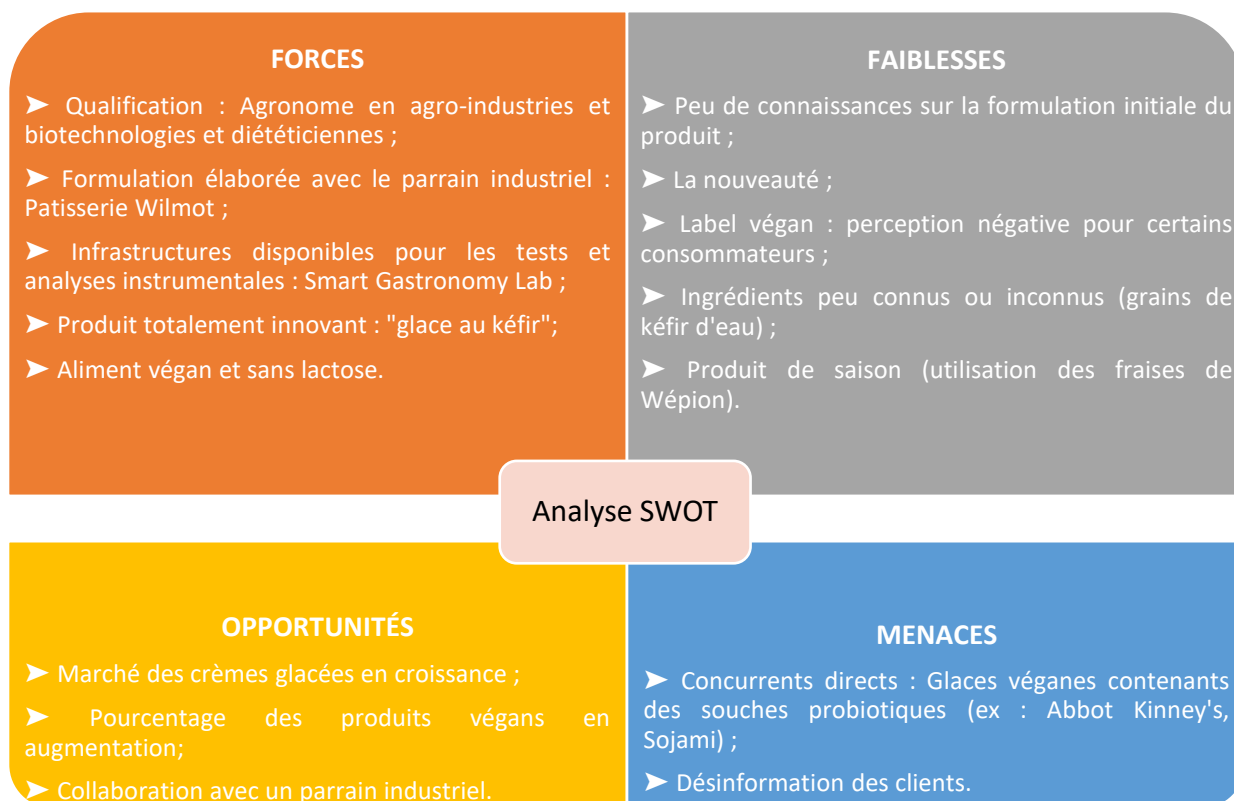 FORCES
➤ Qualification : Agronome en agro-industries et
biotechnologies et diététiciennes ;
➤ Formulation élaborée avec le parrain industriel :
Patisserie Wilmot ;
➤ Infrastructures disponibles pour les tests et
analyses instrumentales : Smart Gastronomy Lab ;
➤ Produit totalement innovant : "glace au kéfir";
➤ Aliment végan et sans lactose.
FAIBLESSES
➤ Peu de connaissances sur la formulation initiale du
produit ;
➤ La nouveauté ;
➤ Label végan : perception négative pour certains
consommateurs ;
➤ Ingrédients peu connus ou inconnus (grains de
kéfir d'eau) ;
➤ Produit de saison (utilisation des fraises de
Wépion).
Analyse SWOT
OPPORTUNITÉS
➤ Marché des crèmes glacées en croissance ;
➤ Pourcentage des produits végans en
augmentation;
➤ Collaboration avec un parrain industriel.
MENACES
➤ Concurrents directs : Glaces véganes contenants
des souches probiotiques (ex : Abbot Kinney's,
Sojami) ;
➤ Désinformation des clients.